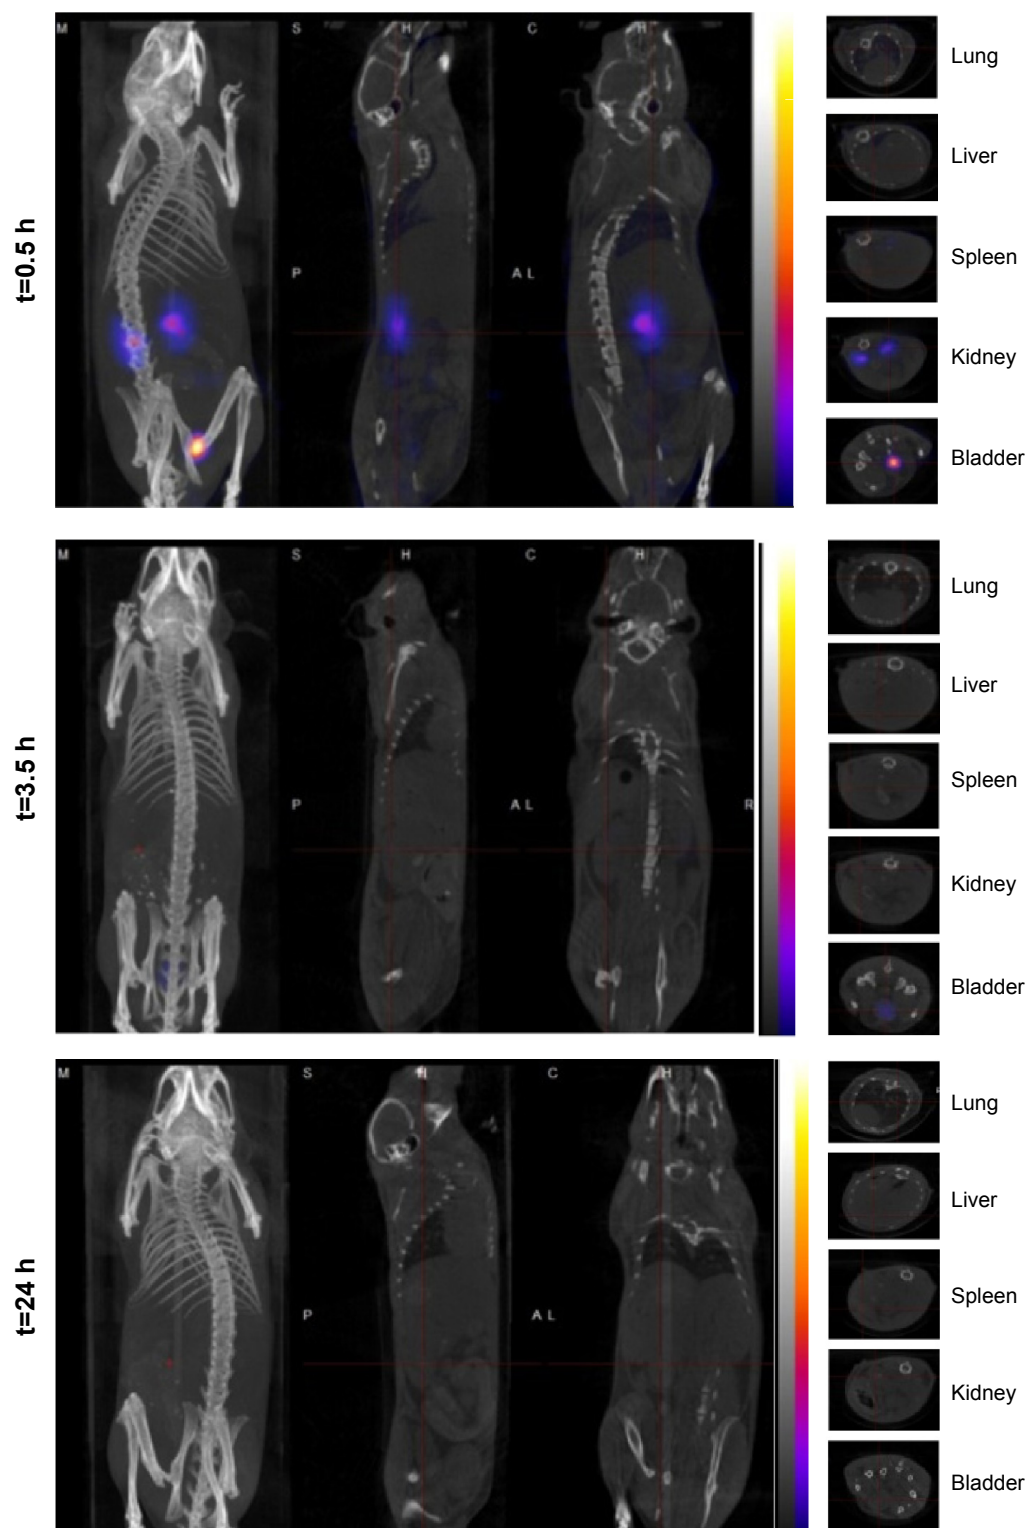 M S H C H
P A L
t=0.5 h
Lung
Liver
Spleen
Kidney
Bladder
M S H C H
P A L R
t=3.5 h
Lung
Liver
Spleen
Kidney
Bladder
M S H C H
P A L
t=24 h
Lung
Liver
Spleen
Kidney
Bladder